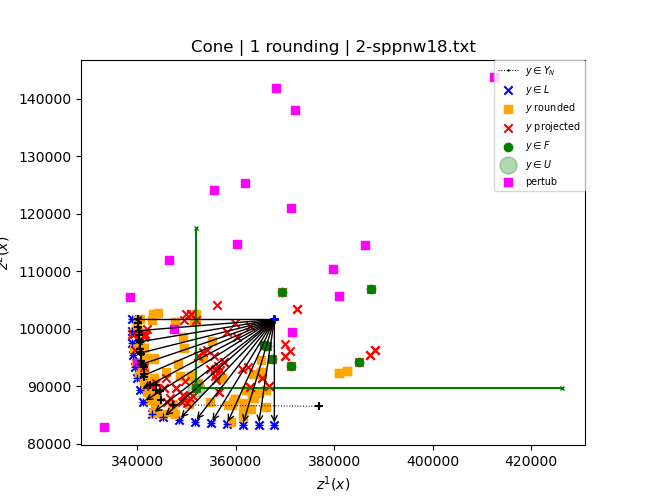 Cone | 1 rounding | 2-sppnw18.txt
z²(x)
140000
130000
120000
110000
100000
90000
80000
340000
360000
380000
400000
420000
z¹(x)
y ∈ Y_N
y ∈ L
y rounded
y projected
y ∈ F
y ∈ U
pertub